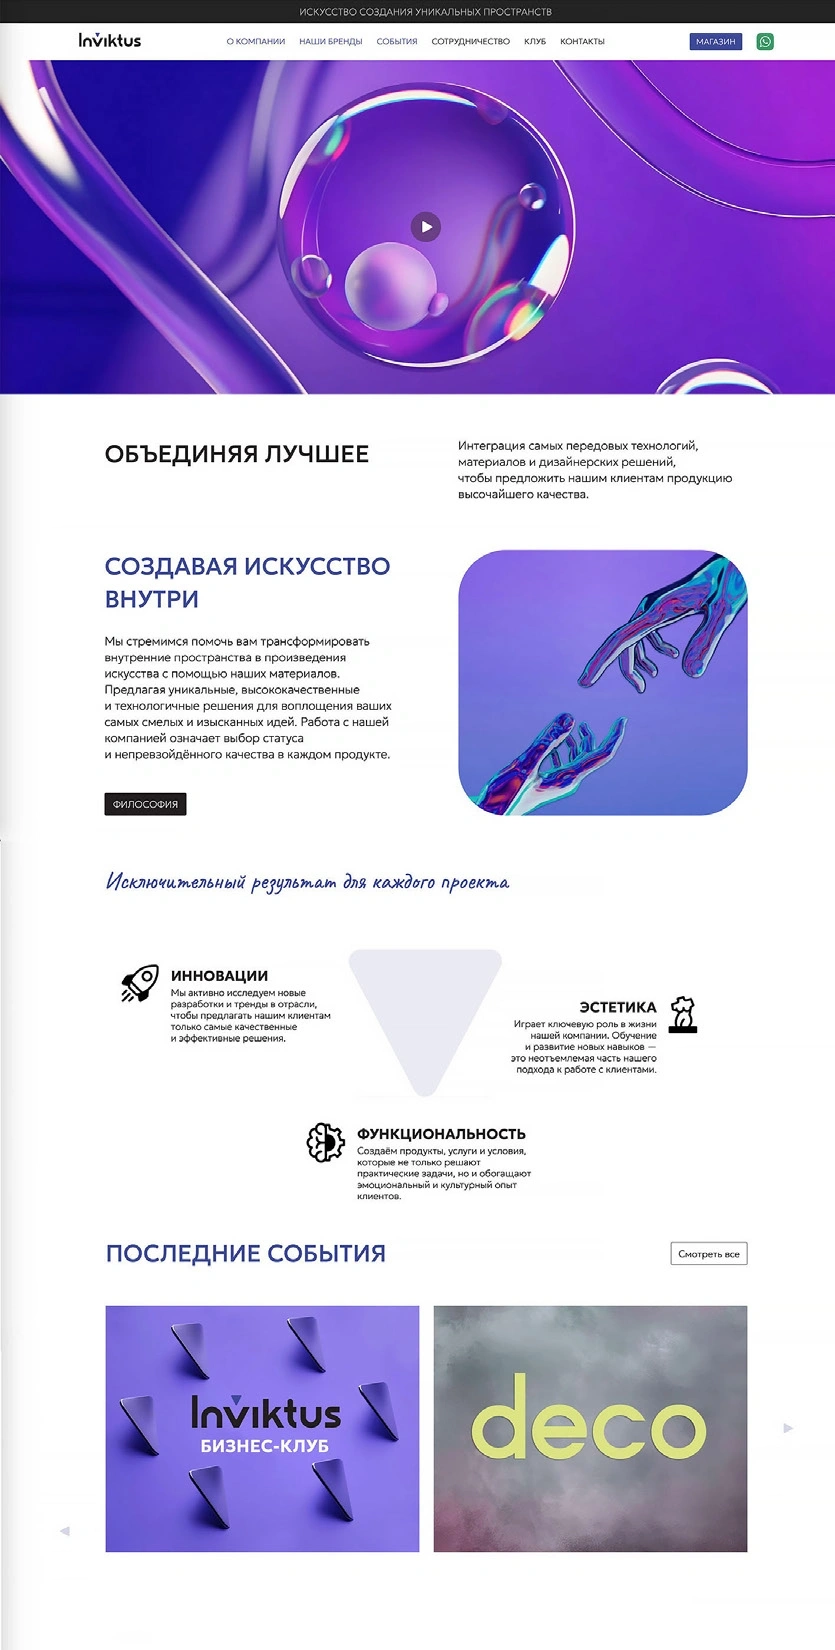 ИСКУССТВО СОЗДАНИЯ УНИКАЛЬНЫХ ПРОСТРАНСТВ
Inviktus
О КОМПАНИИ НАШИ БРЕНДЫ СОБЫТИЯ СОТРУДНИЧЕСТВО КЛУБ КОНТАКТЫ
МАГАЗИН
ОБЪЕДИНЯЯ ЛУЧШЕЕ
Интеграция самых передовых технологий,
материалов и дизайнерских решений,
чтобы предложить нашим клиентам продукцию
высочайшего качества.
СОЗДАВАЯ ИСКУССТВО
ВНУТРИ
Мы стремимся помочь вам трансформировать
внутренние пространства в произведения
искусства с помощью наших материалов.
Предлагая уникальные, высококачественные
и технологичные решения для воплощения ваших
самых смелых и изысканных идей. Работа с нашей
компанией означает выбор статуса
и непревзойдённого качества в каждом продукте.
ФИЛОСОФИЯ
Исключительный результат для каждого проекта
ИННОВАЦИИ
Мы активно исследуем новые
разработки и тренды в отрасли,
чтобы предлагать нашим клиентам
только самые качественные
и эффективные решения.
ЭСТЕТИКА
Играет ключевую роль в жизни
нашей компании. Обучение
и развитие новых навыков —
это неотъемлемая часть нашего
подхода к работе с клиентами.
ФУНКЦИОНАЛЬНОСТЬ
Создаём продукты, услуги и условия,
которые не только решают
практические задачи, но и обогащают
эмоциональный и культурный опыт
клиентов.
ПОСЛЕДНИЕ СОБЫТИЯ
Смотреть все
Inviktus
БИЗНЕС-КЛУБ
deco